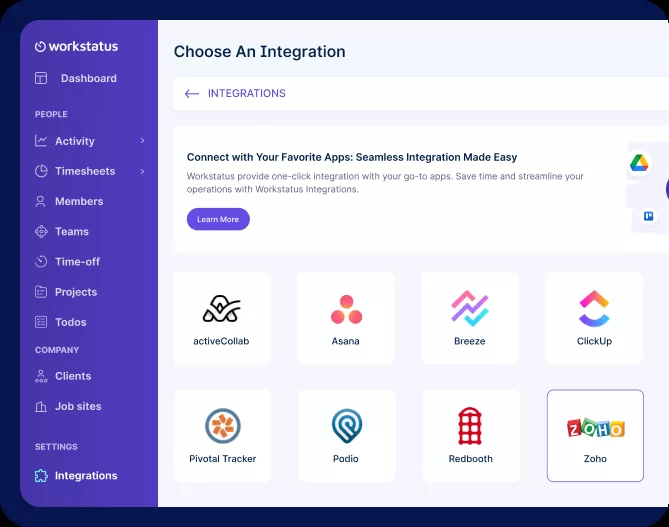 workstatus
Dashboard
PEOPLE
Activity
Timesheets
Members
Teams
Time-off
Projects
Todos
COMPANY
Clients
Job sites
SETTINGS
Integrations
Choose An Integration
INTEGRATIONS
Connect with Your Favorite Apps: Seamless Integration Made Easy
Workstatus provide one-click integration with your go-to apps. Save time and streamline your
operations with Workstatus Integrations.
Learn More
activeCollab
Asana
Breeze
ClickUp
Pivotal Tracker
Podio
Redbooth
ZOHO
Zoho